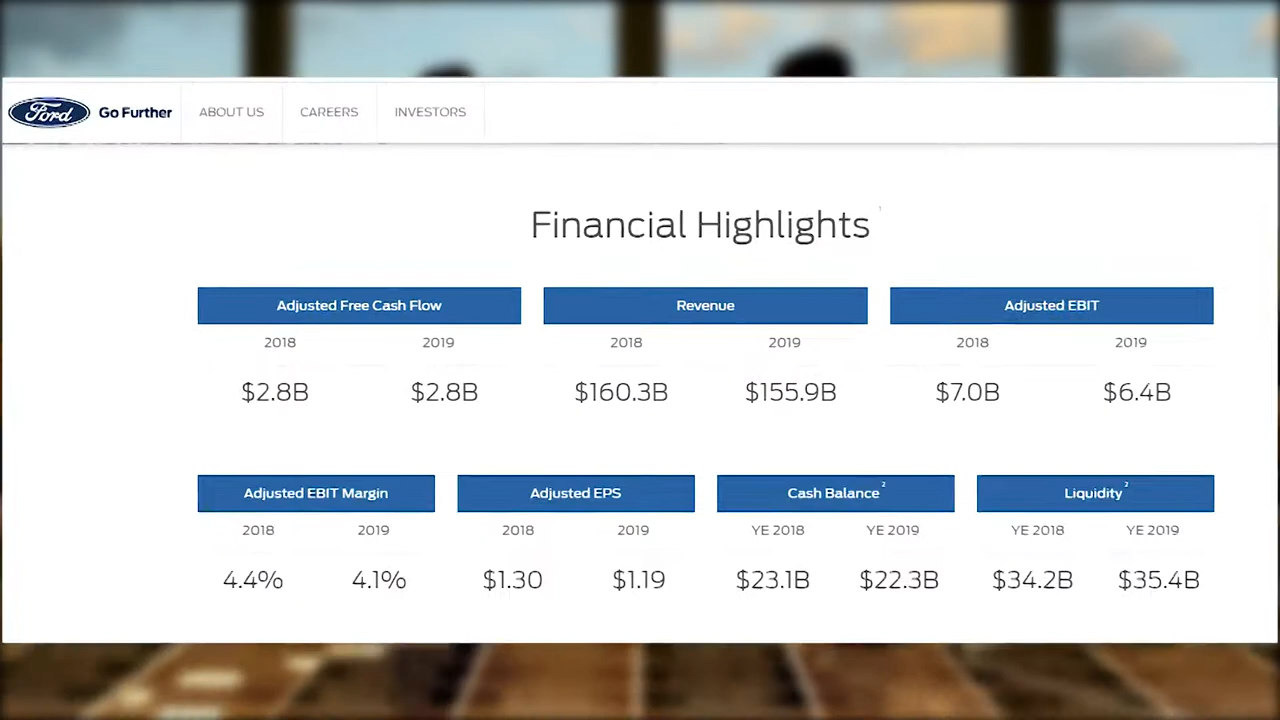 Ford Go Further ABOUT US CAREERS INVESTORS
Financial Highlights 1
Adjusted Free Cash Flow Revenue Adjusted EBIT
2018 2019 2018 2019 2018 2019
$2.8B $2.8B $160.3B $155.9B $7.0B $6.4B
Adjusted EBIT Margin Adjusted EPS Cash Balance 2 Liquidity 2
2018 2019 2018 2019 YE 2018 YE 2019 YE 2018 YE 2019
4.4% 4.1% $1.30 $1.19 $23.1B $22.3B $34.2B $35.4B